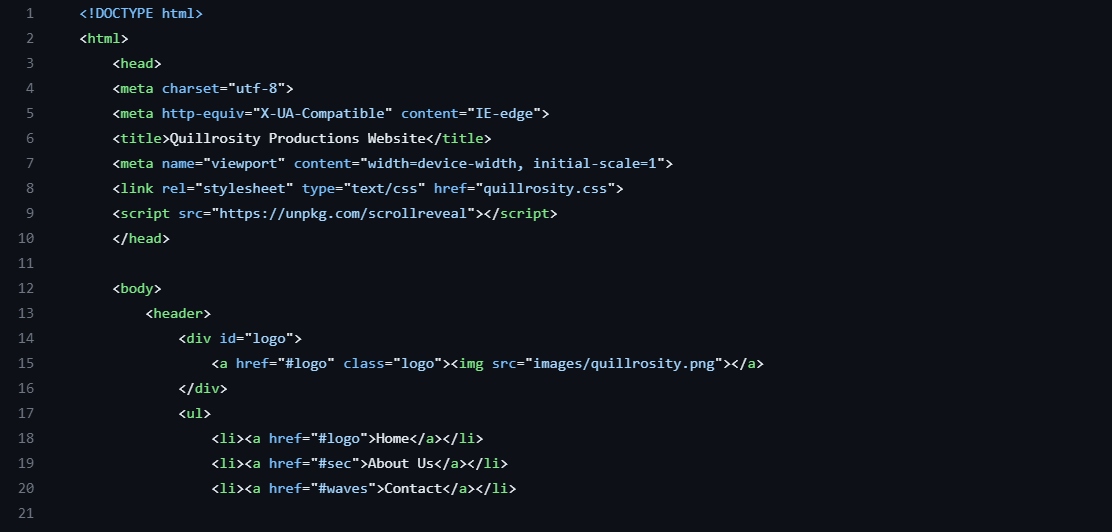 1 <!DOCTYPE html>
2 <html>
3 <head>
4 <meta charset="utf-8">
5 <meta http-equiv="X-UA-Compatible" content="IE-edge">
6 <title>Quillrosity Productions Website</title>
7 <meta name="viewport" content="width=device-width, initial-scale=1">
8 <link rel="stylesheet" type="text/css" href="quillrosity.css">
9 <script src="https://unpkg.com/scrollreveal"></script>
10 </head>
11
12 <body>
13 <header>
14 <div id="logo">
15 <a href="#logo" class="logo"><img src="images/quillrosity.png"></a>
16 </div>
17 <ul>
18 <li><a href="#logo">Home</a></li>
19 <li><a href="#sec">About Us</a></li>
20 <li><a href="#waves">Contact</a></li>
21